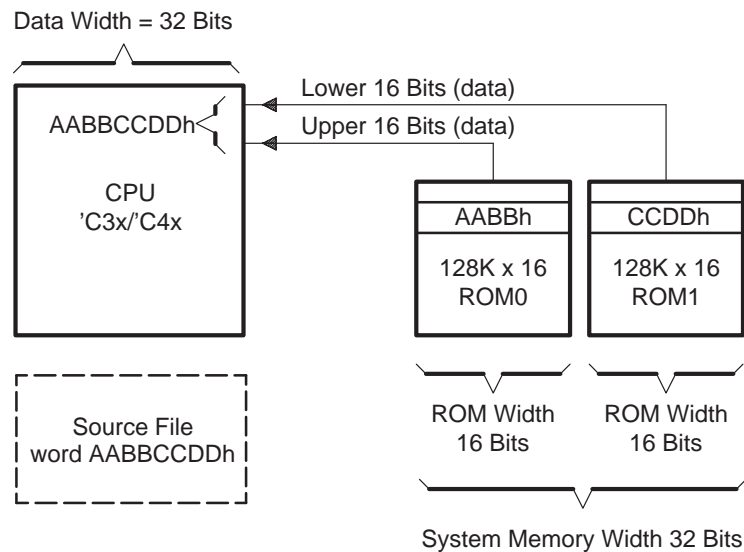 Data Width = 32 Bits
Lower 16 Bits (data)
AABBCCDDh
Upper 16 Bits (data)
CPU
'C3x/'C4x
AABBh
CCDDh
128K x 16
ROM0
128K x 16
ROM1
Source File
word AABBCCDDh
ROM Width
16 Bits
ROM Width
16 Bits
System Memory Width 32 Bits